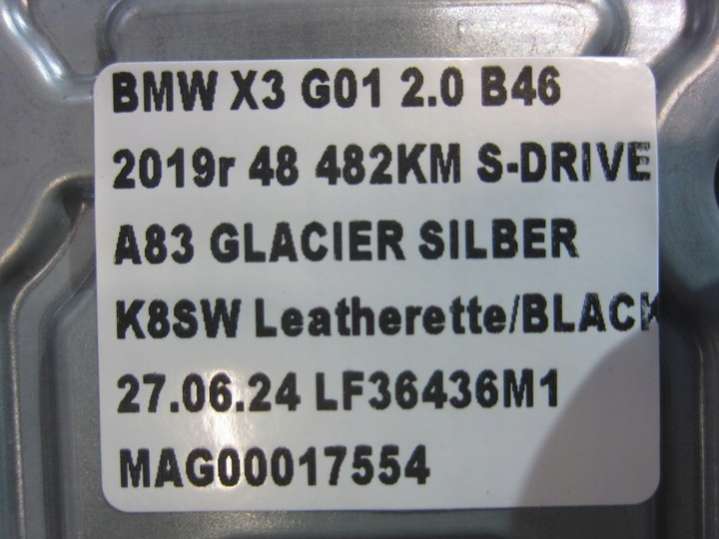 BMW X3 G01 2.0 B46
2019r 48 482KM S-DRIVE
A83 GLACIER SILBER
K8SW Leatherette/BLACK
27.06.24 LF36436M1
MAG00017554